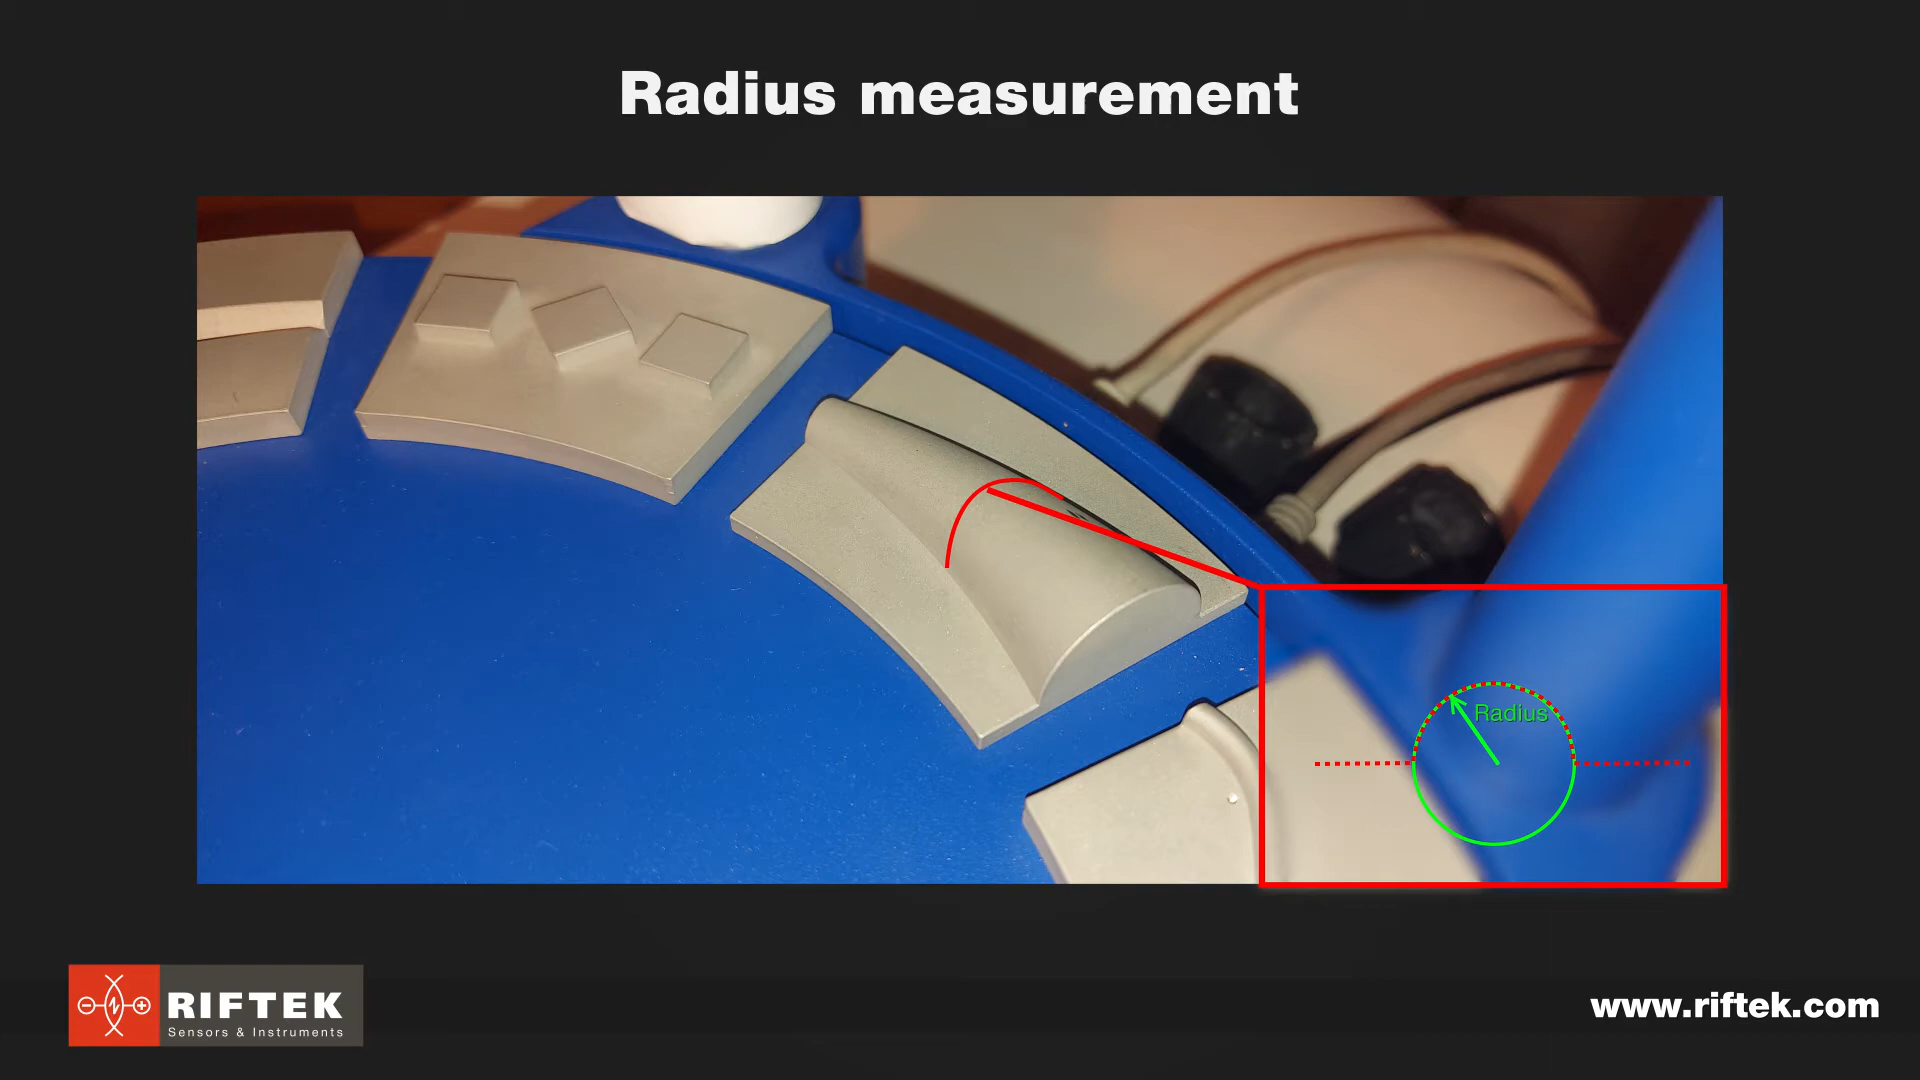 Radius measurement
Radius
RIFTEK
Sensors & Instruments
www.riftek.com